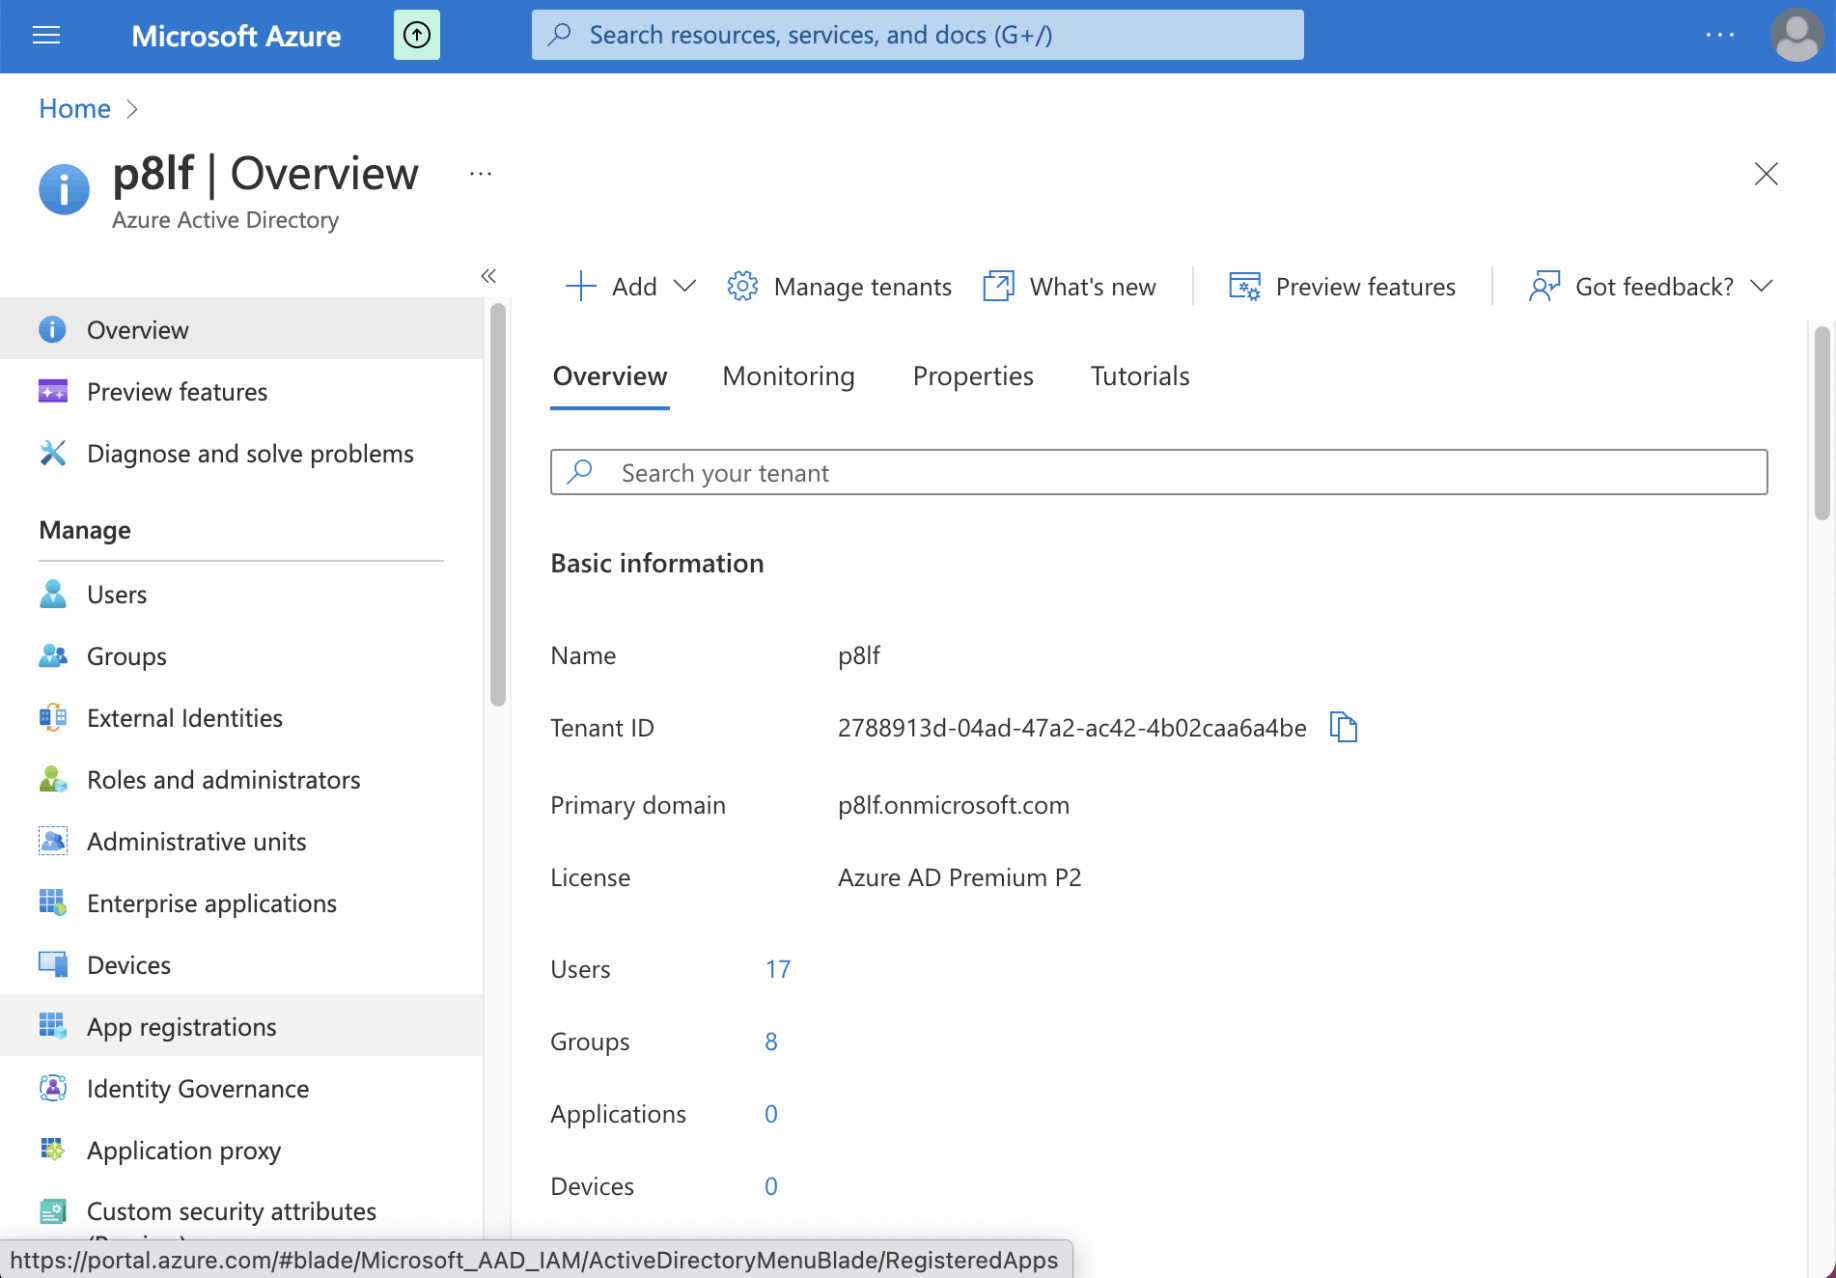 Microsoft Azure
Search resources, services, and docs (G+/)
Home
p8lf | Overview
Azure Active Directory
Add
Manage tenants
What's new
Preview features
Got feedback?
Overview
Preview features
Diagnose and solve problems
Manage
Users
Groups
External Identities
Roles and administrators
Administrative units
Enterprise applications
Devices
App registrations
Identity Governance
Application proxy
Custom security attributes
Overview
Monitoring
Properties
Tutorials
Search your tenant
Basic information
Name p8lf
Tenant ID 2788913d-04ad-47a2-ac42-4b02caa6a4be
Primary domain p8lf.onmicrosoft.com
License Azure AD Premium P2
Users 17
Groups 8
Applications 0
Devices 0
https://portal.azure.com/#blade/Microsoft_AAD_IAM/ActiveDirectoryMenuBlade/RegisteredApps